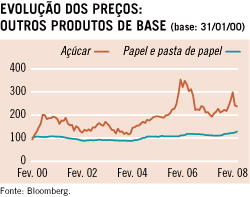 EVOLUÇÃO DOS PREÇOS:
OUTROS PRODUTOS DE BASE (base: 31/01/00)
Açúcar Papel e pasta de papel
400
300
200
100
0
Fev. 00 Fev. 02 Fev. 04 Fev. 06 Fev. 08
Fonte: Bloomberg.